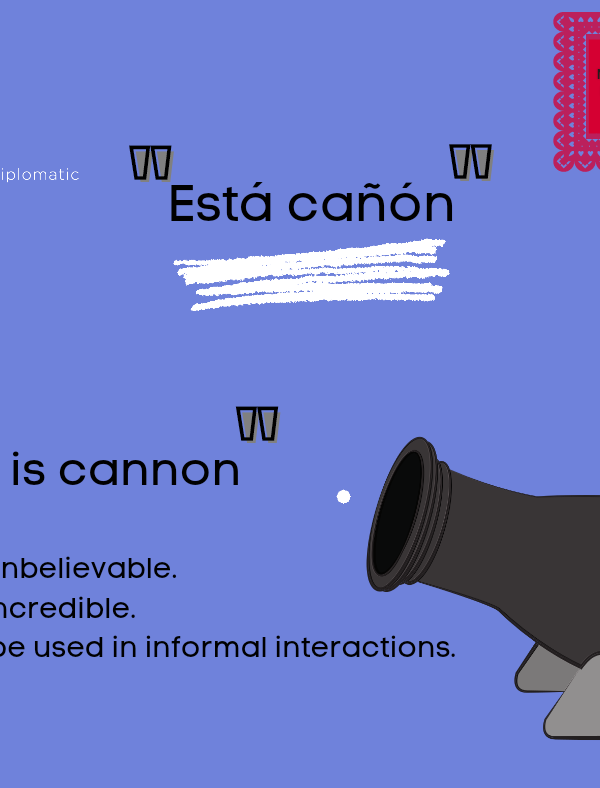 iplomatic
"Está cañón"
is cannon"
nbelievable.
ncredible.
be used in informal interactions.